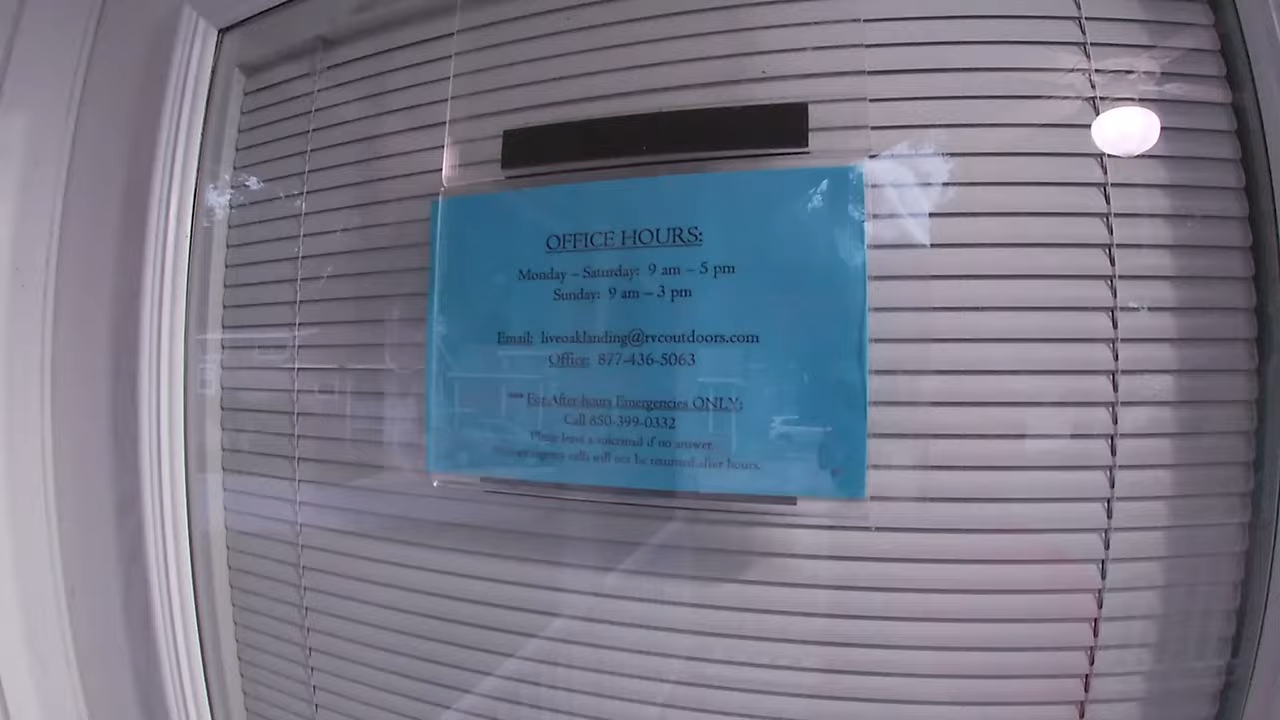 OFFICE HOURS:
Monday – Saturday: 9 am – 5 pm
Sunday: 9 am – 3 pm
Email: liveoaklanding@rvcoutdoors.com
Office: 877-436-5063
*** For After-hours Emergencies ONLY:
Call 850-399-0332
Please leave a voicemail if no answer.
calls will not be returned after hours.